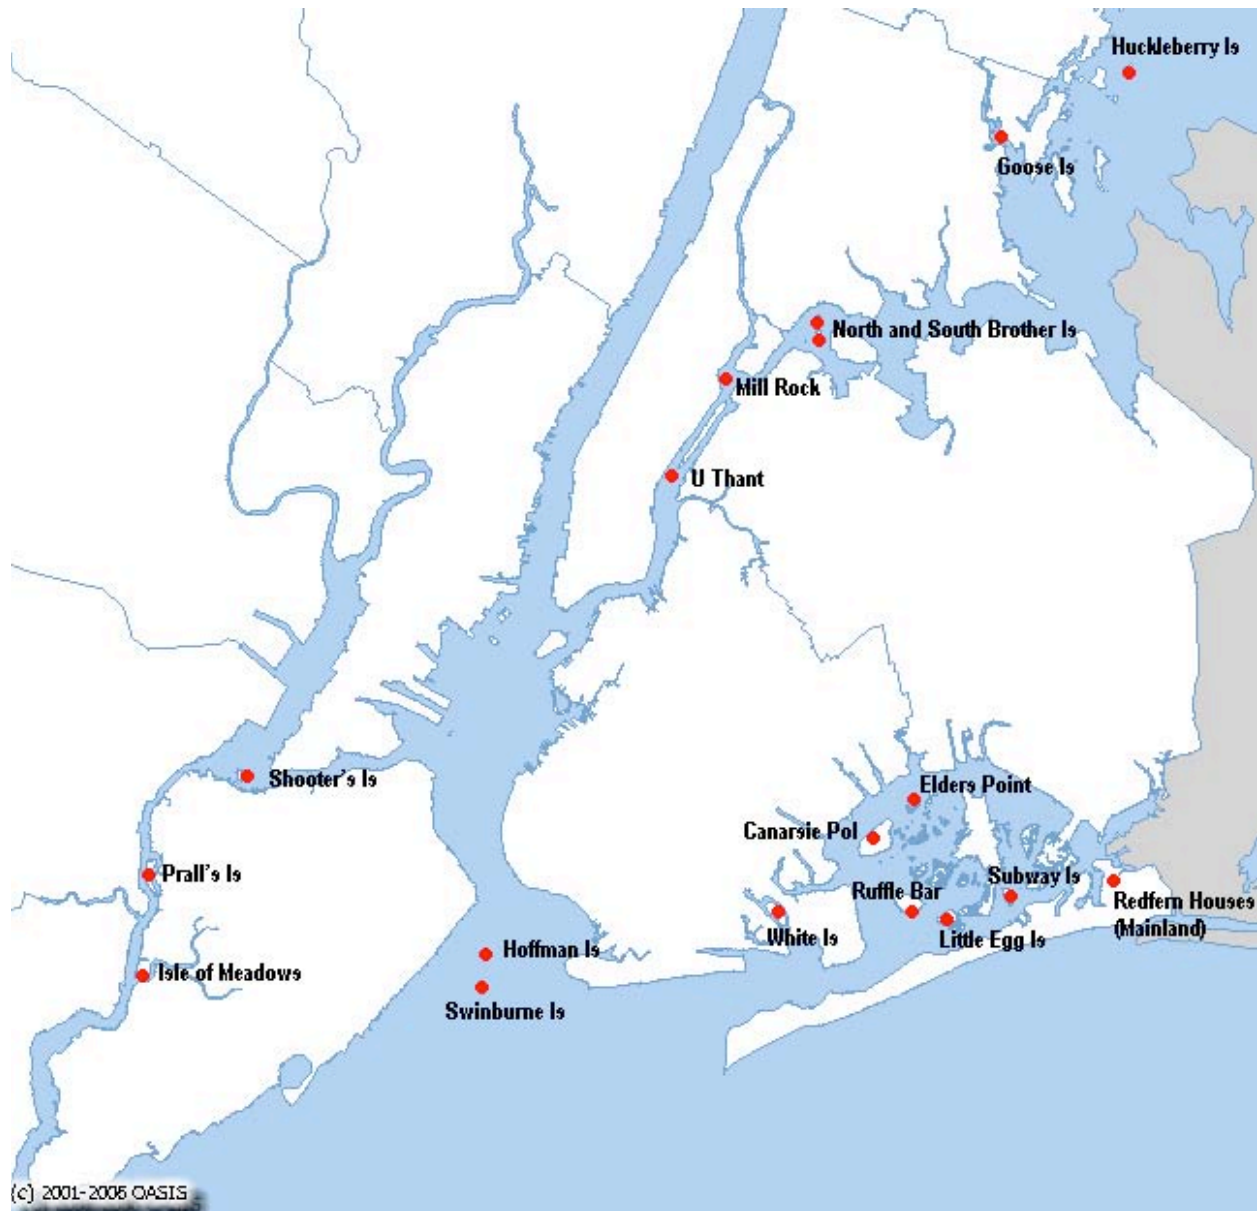 Huckleberry Is
Goose Is
North and South Brother Is
Mill Rock
U Thant
Shooter's Is
Elders Point
Canarsie Pol
Prall's Is
Subway Is
Ruffle Bar
Redfern Houses
(Mainland)
White Is
Little Egg Is
Hoffman Is
Isle of Meadows
Swinburne Is
(c) 2001-2006 OASIS